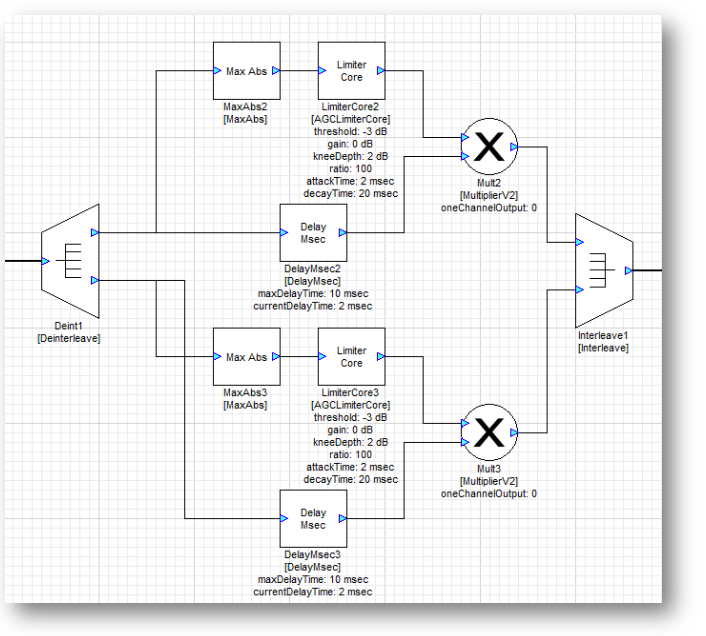 Max Abs
MaxAbs2
[MaxAbs]
Limiter
Core
LimiterCore2
[AGCLimiterCore]
threshold: -3 dB
gain: 0 dB
kneeDepth: 2 dB
ratio: 100
attackTime: 2 msec
decayTime: 20 msec
X
Mult2
[MultiplierV2]
oneChannelOutput: 0
Delay
Msec
DelayMsec2
[DelayMsec]
maxDelayTime: 10 msec
currentDelayTime: 2 msec
Deint1
[Deinterleave]
Interleave1
[Interleave]
Max Abs
MaxAbs3
[MaxAbs]
Limiter
Core
LimiterCore3
[AGCLimiterCore]
threshold: -3 dB
gain: 0 dB
kneeDepth: 2 dB
ratio: 100
attackTime: 2 msec
decayTime: 20 msec
X
Mult3
[MultiplierV2]
oneChannelOutput: 0
Delay
Msec
DelayMsec3
[DelayMsec]
maxDelayTime: 10 msec
currentDelayTime: 2 msec